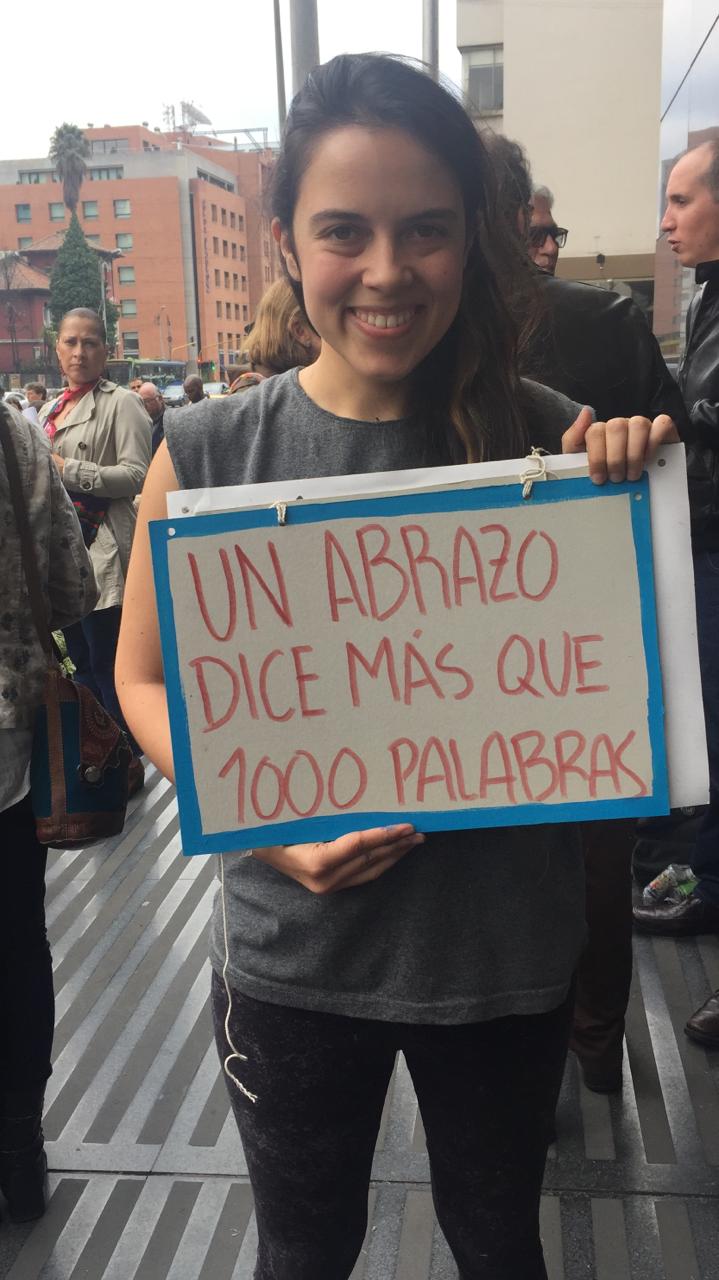 UN ABRAZO
DICE MÁS QUE
1000 PALABRAS